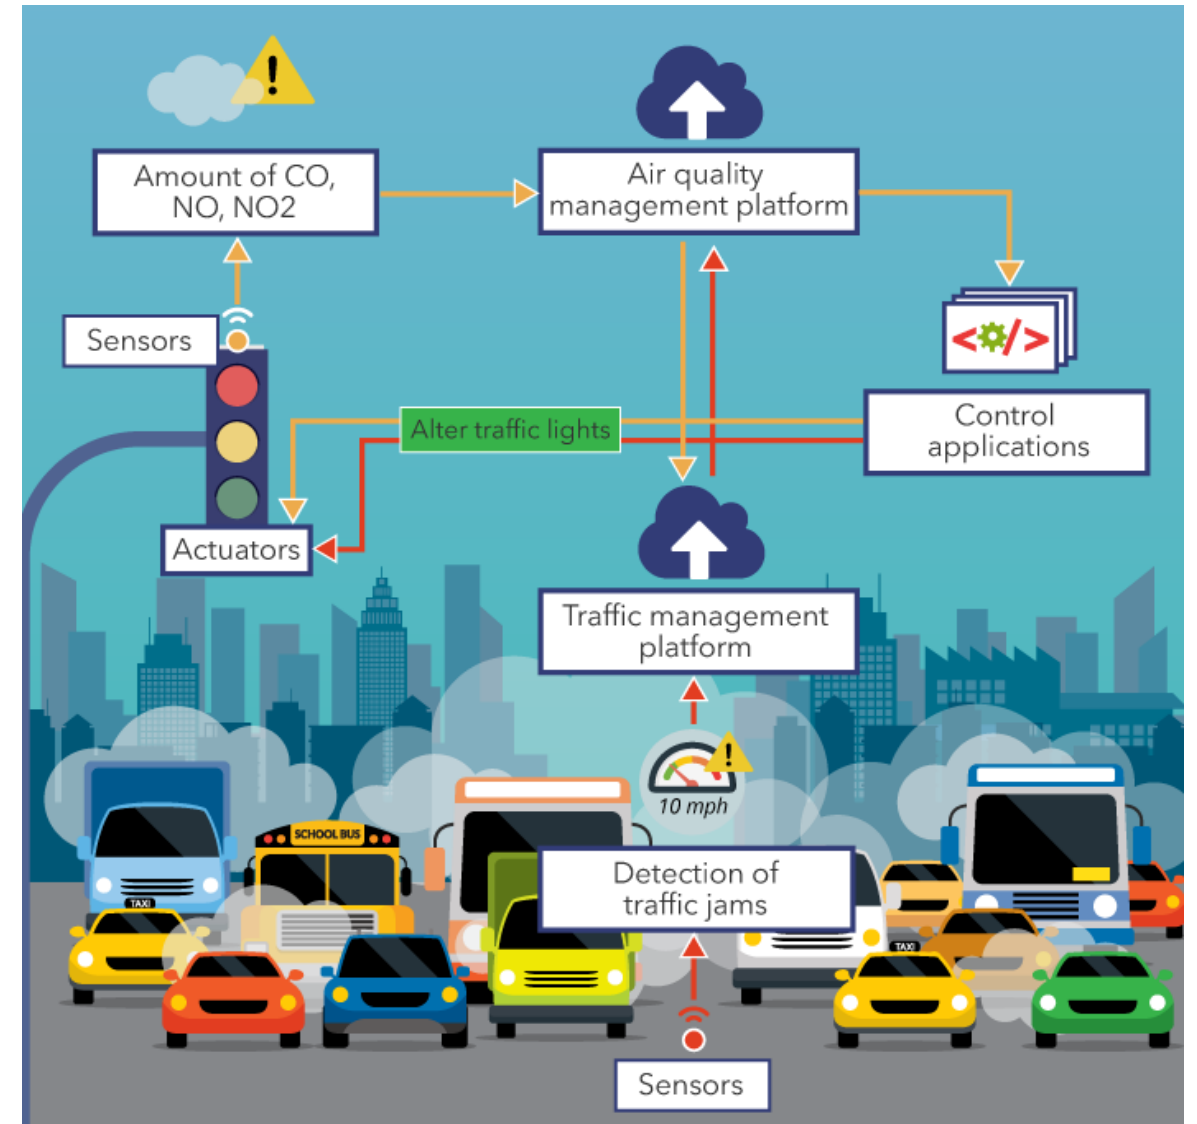 Amount of CO,
NO, NO2
Air quality
management platform
Sensors
</>
Alter traffic lights
Control
applications
Actuators
Traffic management
platform
10 mph
SCHOOL BUS
Detection of
traffic jams
TAXI
TAXI
Sensors